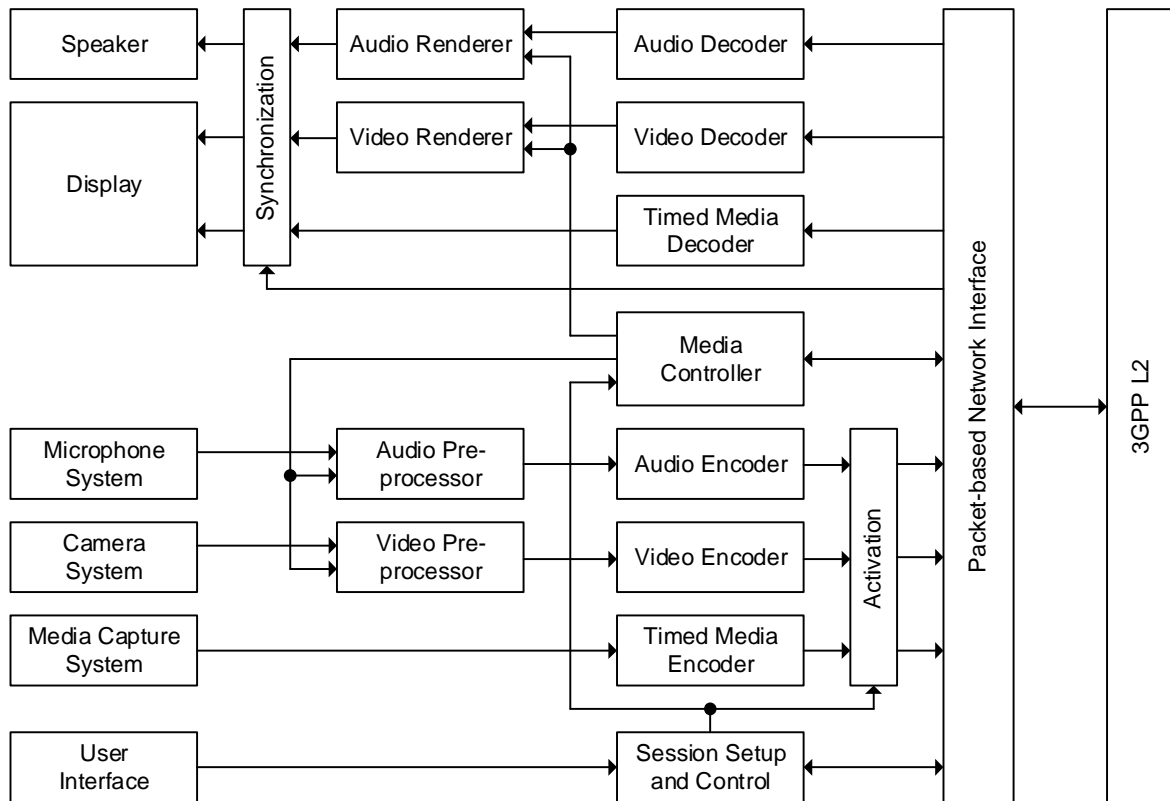 Speaker
Audio Renderer
Audio Decoder
Synchronization
Display
Video Renderer
Video Decoder
Timed Media
Decoder
Packet-based Network Interface
3GPP L2
Media
Controller
Microphone
System
Audio Pre-
processor
Audio Encoder
Activation
Camera
System
Video Pre-
processor
Video Encoder
Media Capture
System
Timed Media
Encoder
User
Interface
Session Setup
and Control